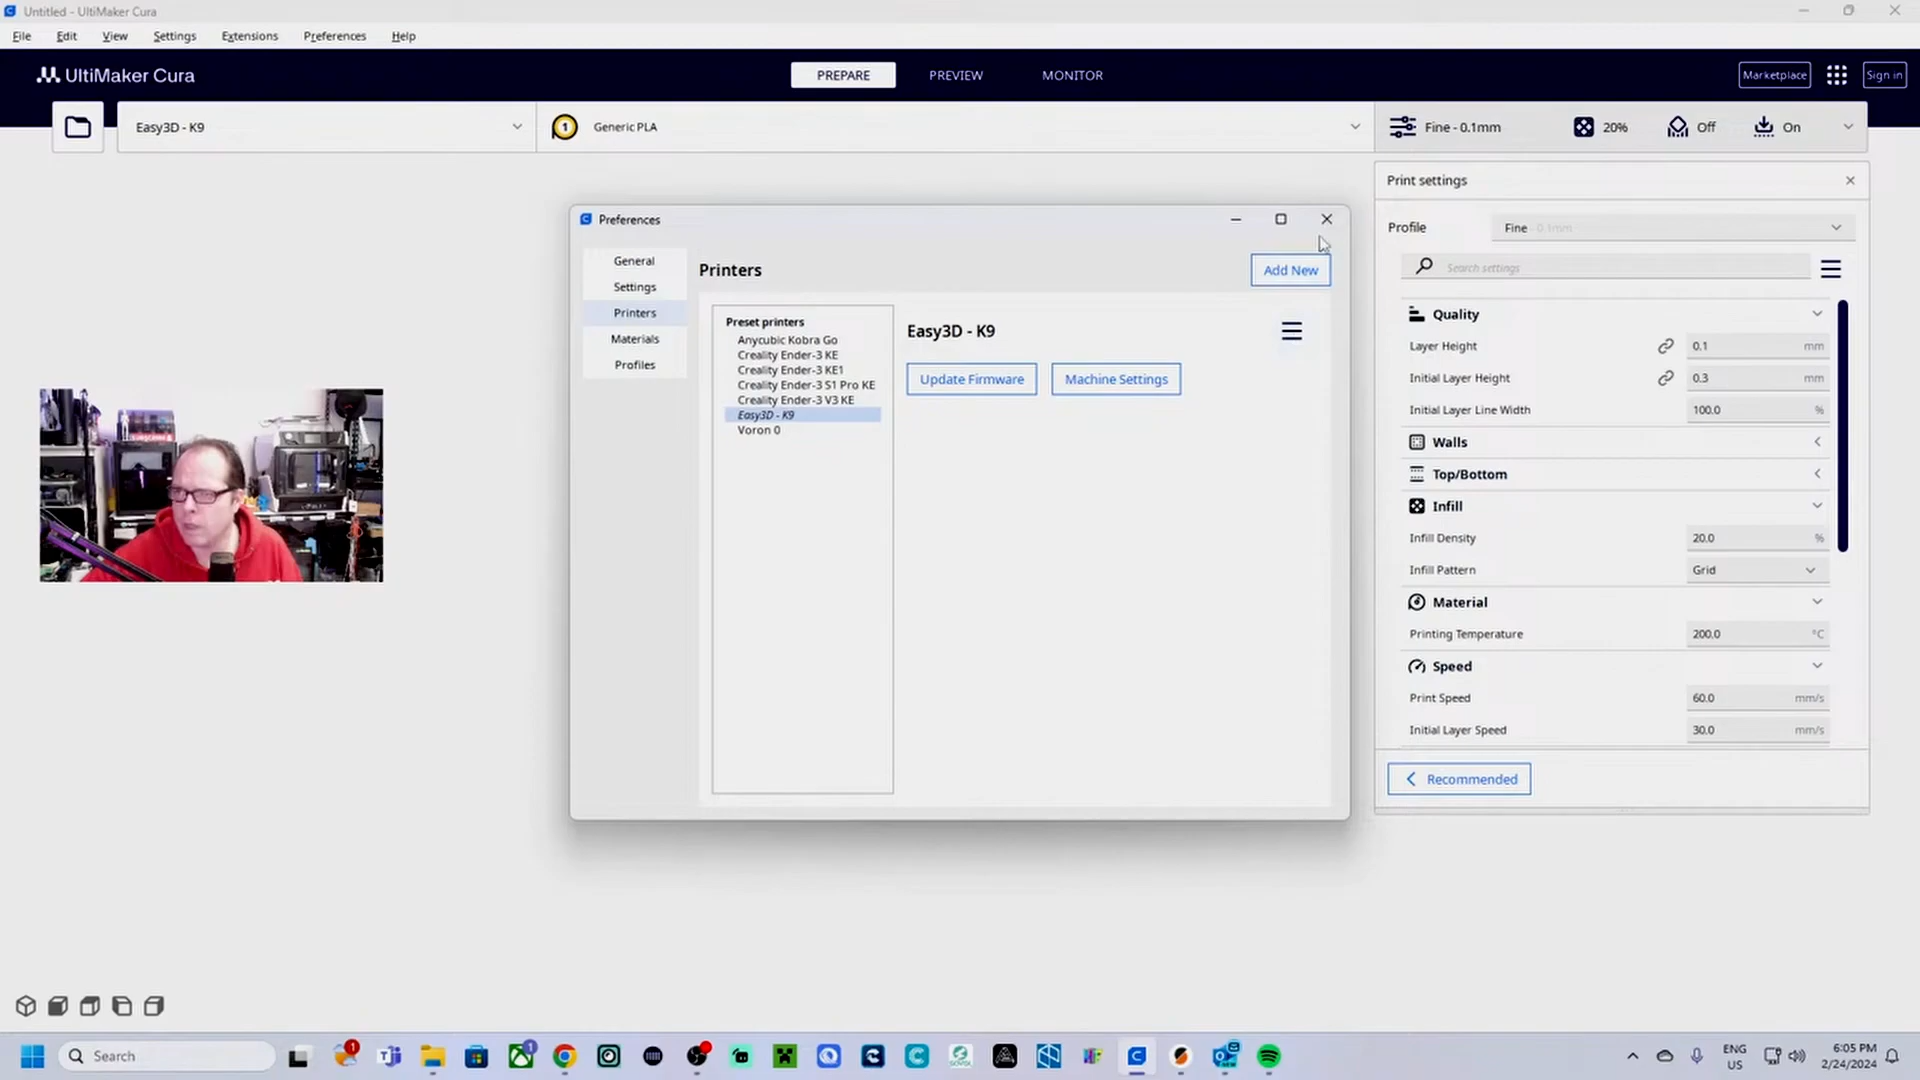 Untitled - UltiMaker Cura
File Edit View Settings Extensions Preferences Help
UltiMaker Cura PREPARE PREVIEW MONITOR Marketplace Sign in
Easy3D - K9 1 Generic PLA Fine - 0.1mm 20% Off On
Print settings
Profile Fine - 0.1mm
Search settings
Quality
Layer Height 0.1 mm
Initial Layer Height 0.3 mm
Initial Layer Line Width 100.0 %
Walls
Top/Bottom
Infill
Infill Density 20.0 %
Infill Pattern Grid
Material
Printing Temperature 200.0 °C
Speed
Print Speed 60.0 mm/s
Initial Layer Speed 30.0 mm/s
Recommended
Preferences
General
Settings
Printers
Materials
Profiles
Printers Add New
Preset printers
Anycubic Kobra Go
Creality Ender-3 KE
Creality Ender-3 KE1
Creality Ender-3 S1 Pro KE
Creality Ender-3 V3 KE
Easy3D - K9
Voron 0
Easy3D - K9
Update Firmware Machine Settings
Search
1
1
ENG
US
6:05 PM
2/24/2024